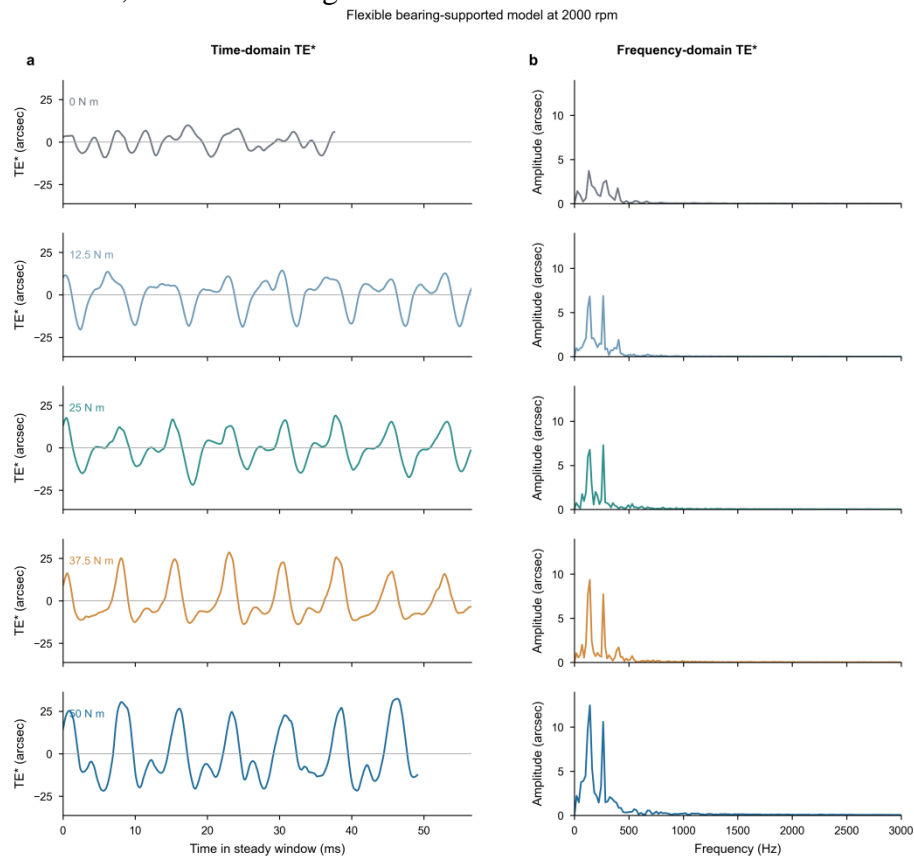 Flexible bearing-supported model at 2000 rpm
a
Time-domain TE*
b
Frequency-domain TE*
TE* (arcsec)
25
0
−25
0 N m
Amplitude (arcsec)
10
5
0
TE* (arcsec)
25
0
−25
12.5 N m
Amplitude (arcsec)
10
5
0
TE* (arcsec)
25
0
−25
25 N m
Amplitude (arcsec)
10
5
0
TE* (arcsec)
25
0
−25
37.5 N m
Amplitude (arcsec)
10
5
0
TE* (arcsec)
25
0
−25
50 N m
Amplitude (arcsec)
10
5
0
0 10 20 30 40 50
Time in steady window (ms)
0 500 1000 1500 2000 2500 3000
Frequency (Hz)